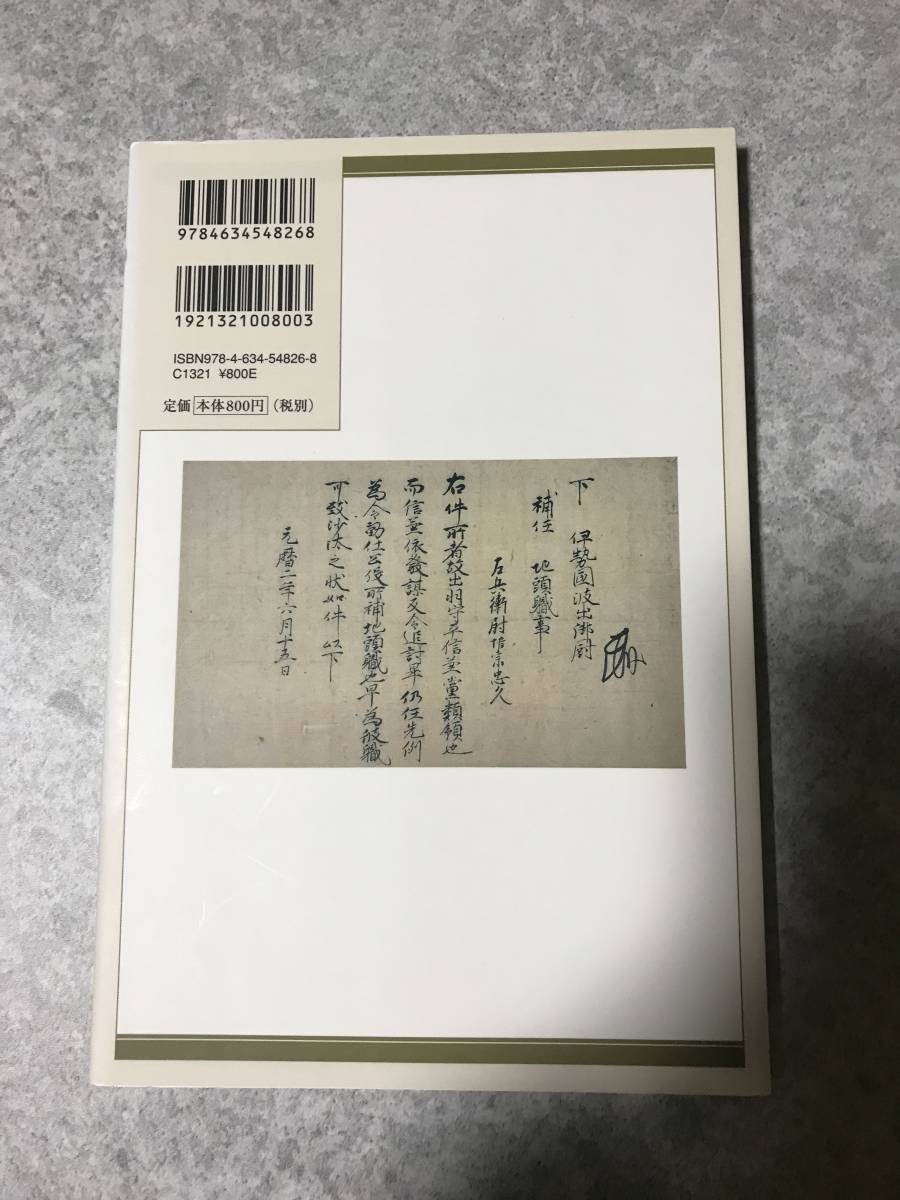 9784634548268
1921321008003
ISBN978-4-634-54826-8
C1321 ¥800E
定価 本体800円(税別)
下 伊勢國波出御厨
補任 地頭職事
左兵衛尉惟宗忠久
右件所者故出羽守平信兼黨類領也
而信兼依發謀反令追討畢仍任先例
為令勤仕公役所補地頭職也早為彼職
可致沙汰之状如件以下
元暦二年六月十五日